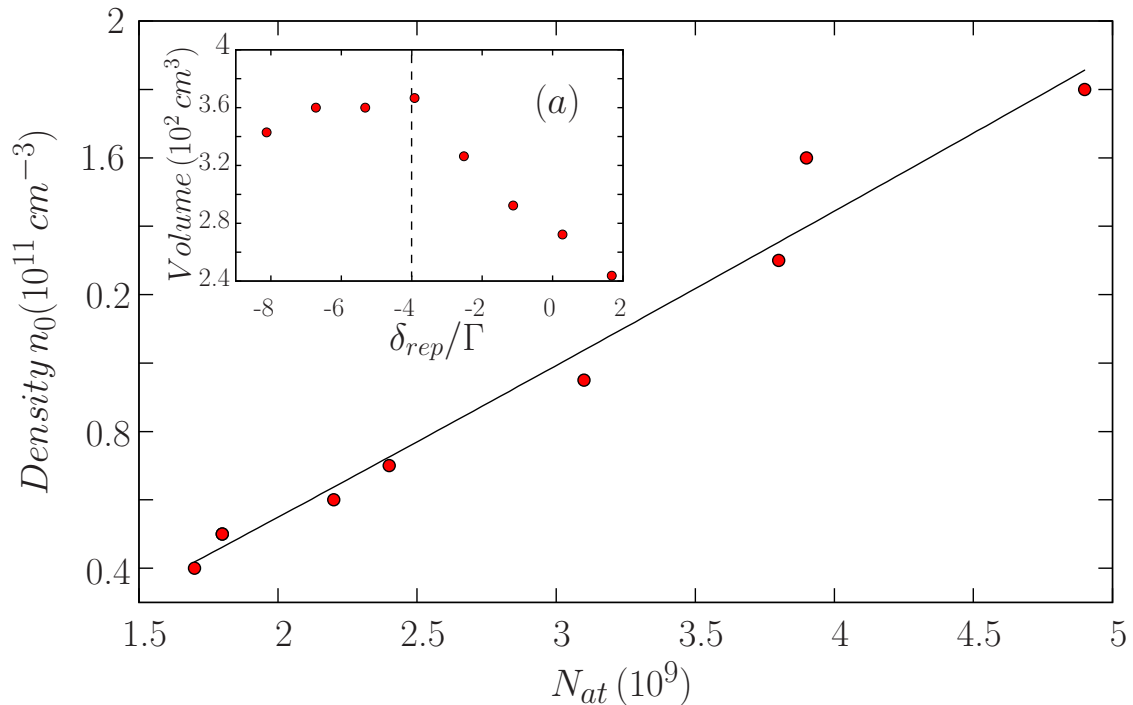 2
1.6
0.2
0.8
0.4
Density n₀(10¹¹ cm⁻³)
1.5 2 2.5 3 3.5 4 4.5 5
N_at (10⁹)
(a)
4
3.6
3.2
2.8
2.4
Volume (10² cm³)
-8 -6 -4 -2 0 2
δ_rep/Γ